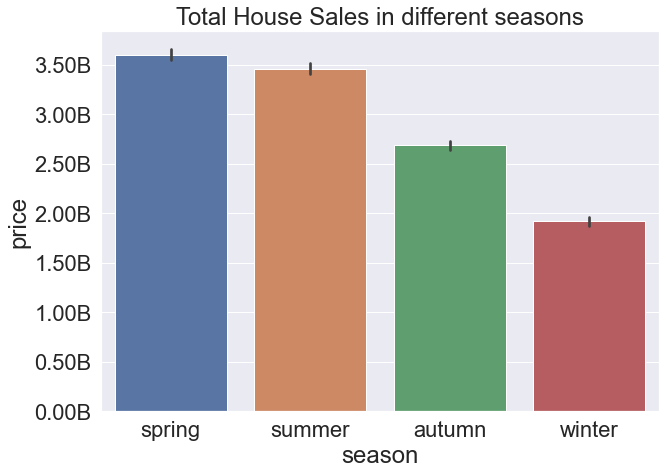 Total House Sales in different seasons
3.50B
3.00B
2.50B
2.00B
1.50B
1.00B
0.50B
0.00B
price
spring summer autumn winter
season